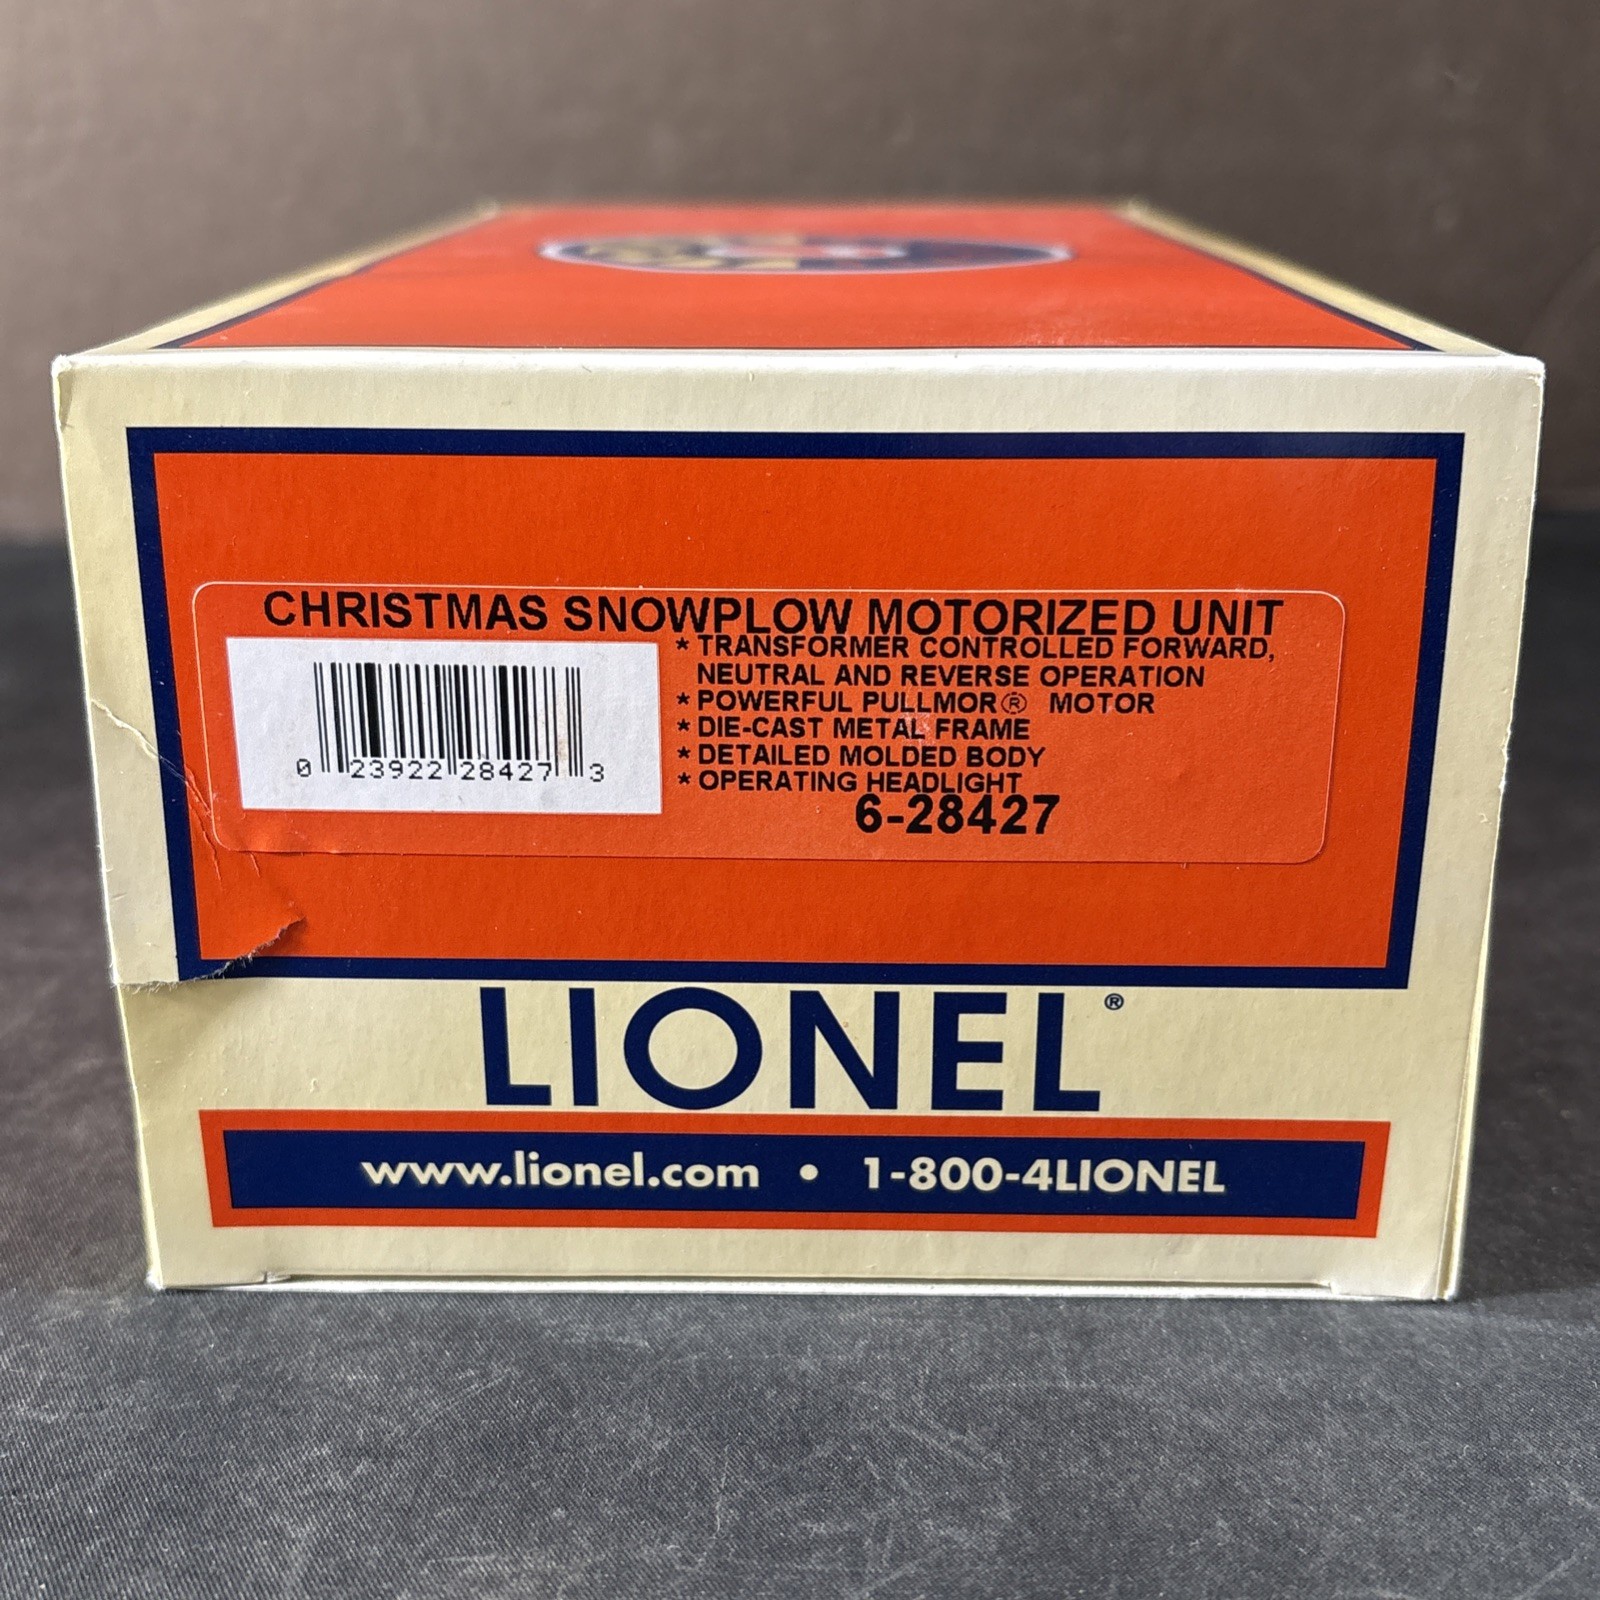 CHRISTMAS SNOWPLOW MOTORIZED UNIT
* TRANSFORMER CONTROLLED FORWARD,
NEUTRAL AND REVERSE OPERATION
* POWERFUL PULLMOR® MOTOR
* DIE-CAST METAL FRAME
* DETAILED MOLDED BODY
* OPERATING HEADLIGHT
6-28427
0 23922 28427 3
LIONEL®
www.lionel.com • 1-800-4LIONEL